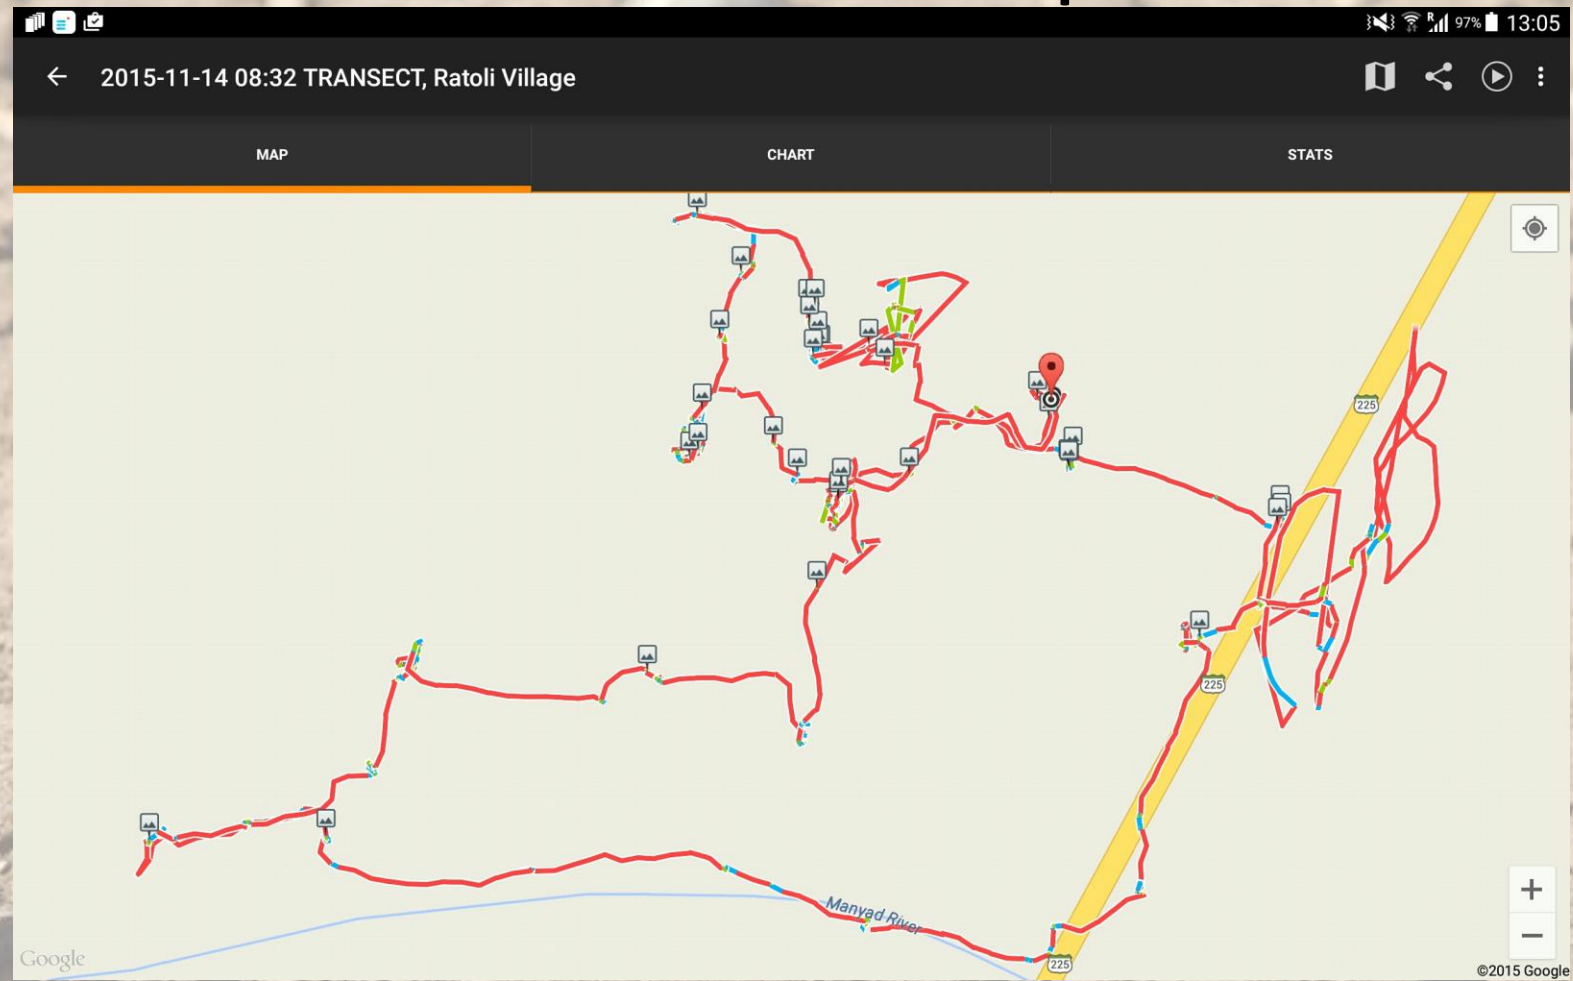 97% 13:05
2015-11-14 08:32 TRANSECT, Ratoli Village
MAP CHART STATS
225
225
Manyad River
225
Google
©2015 Google